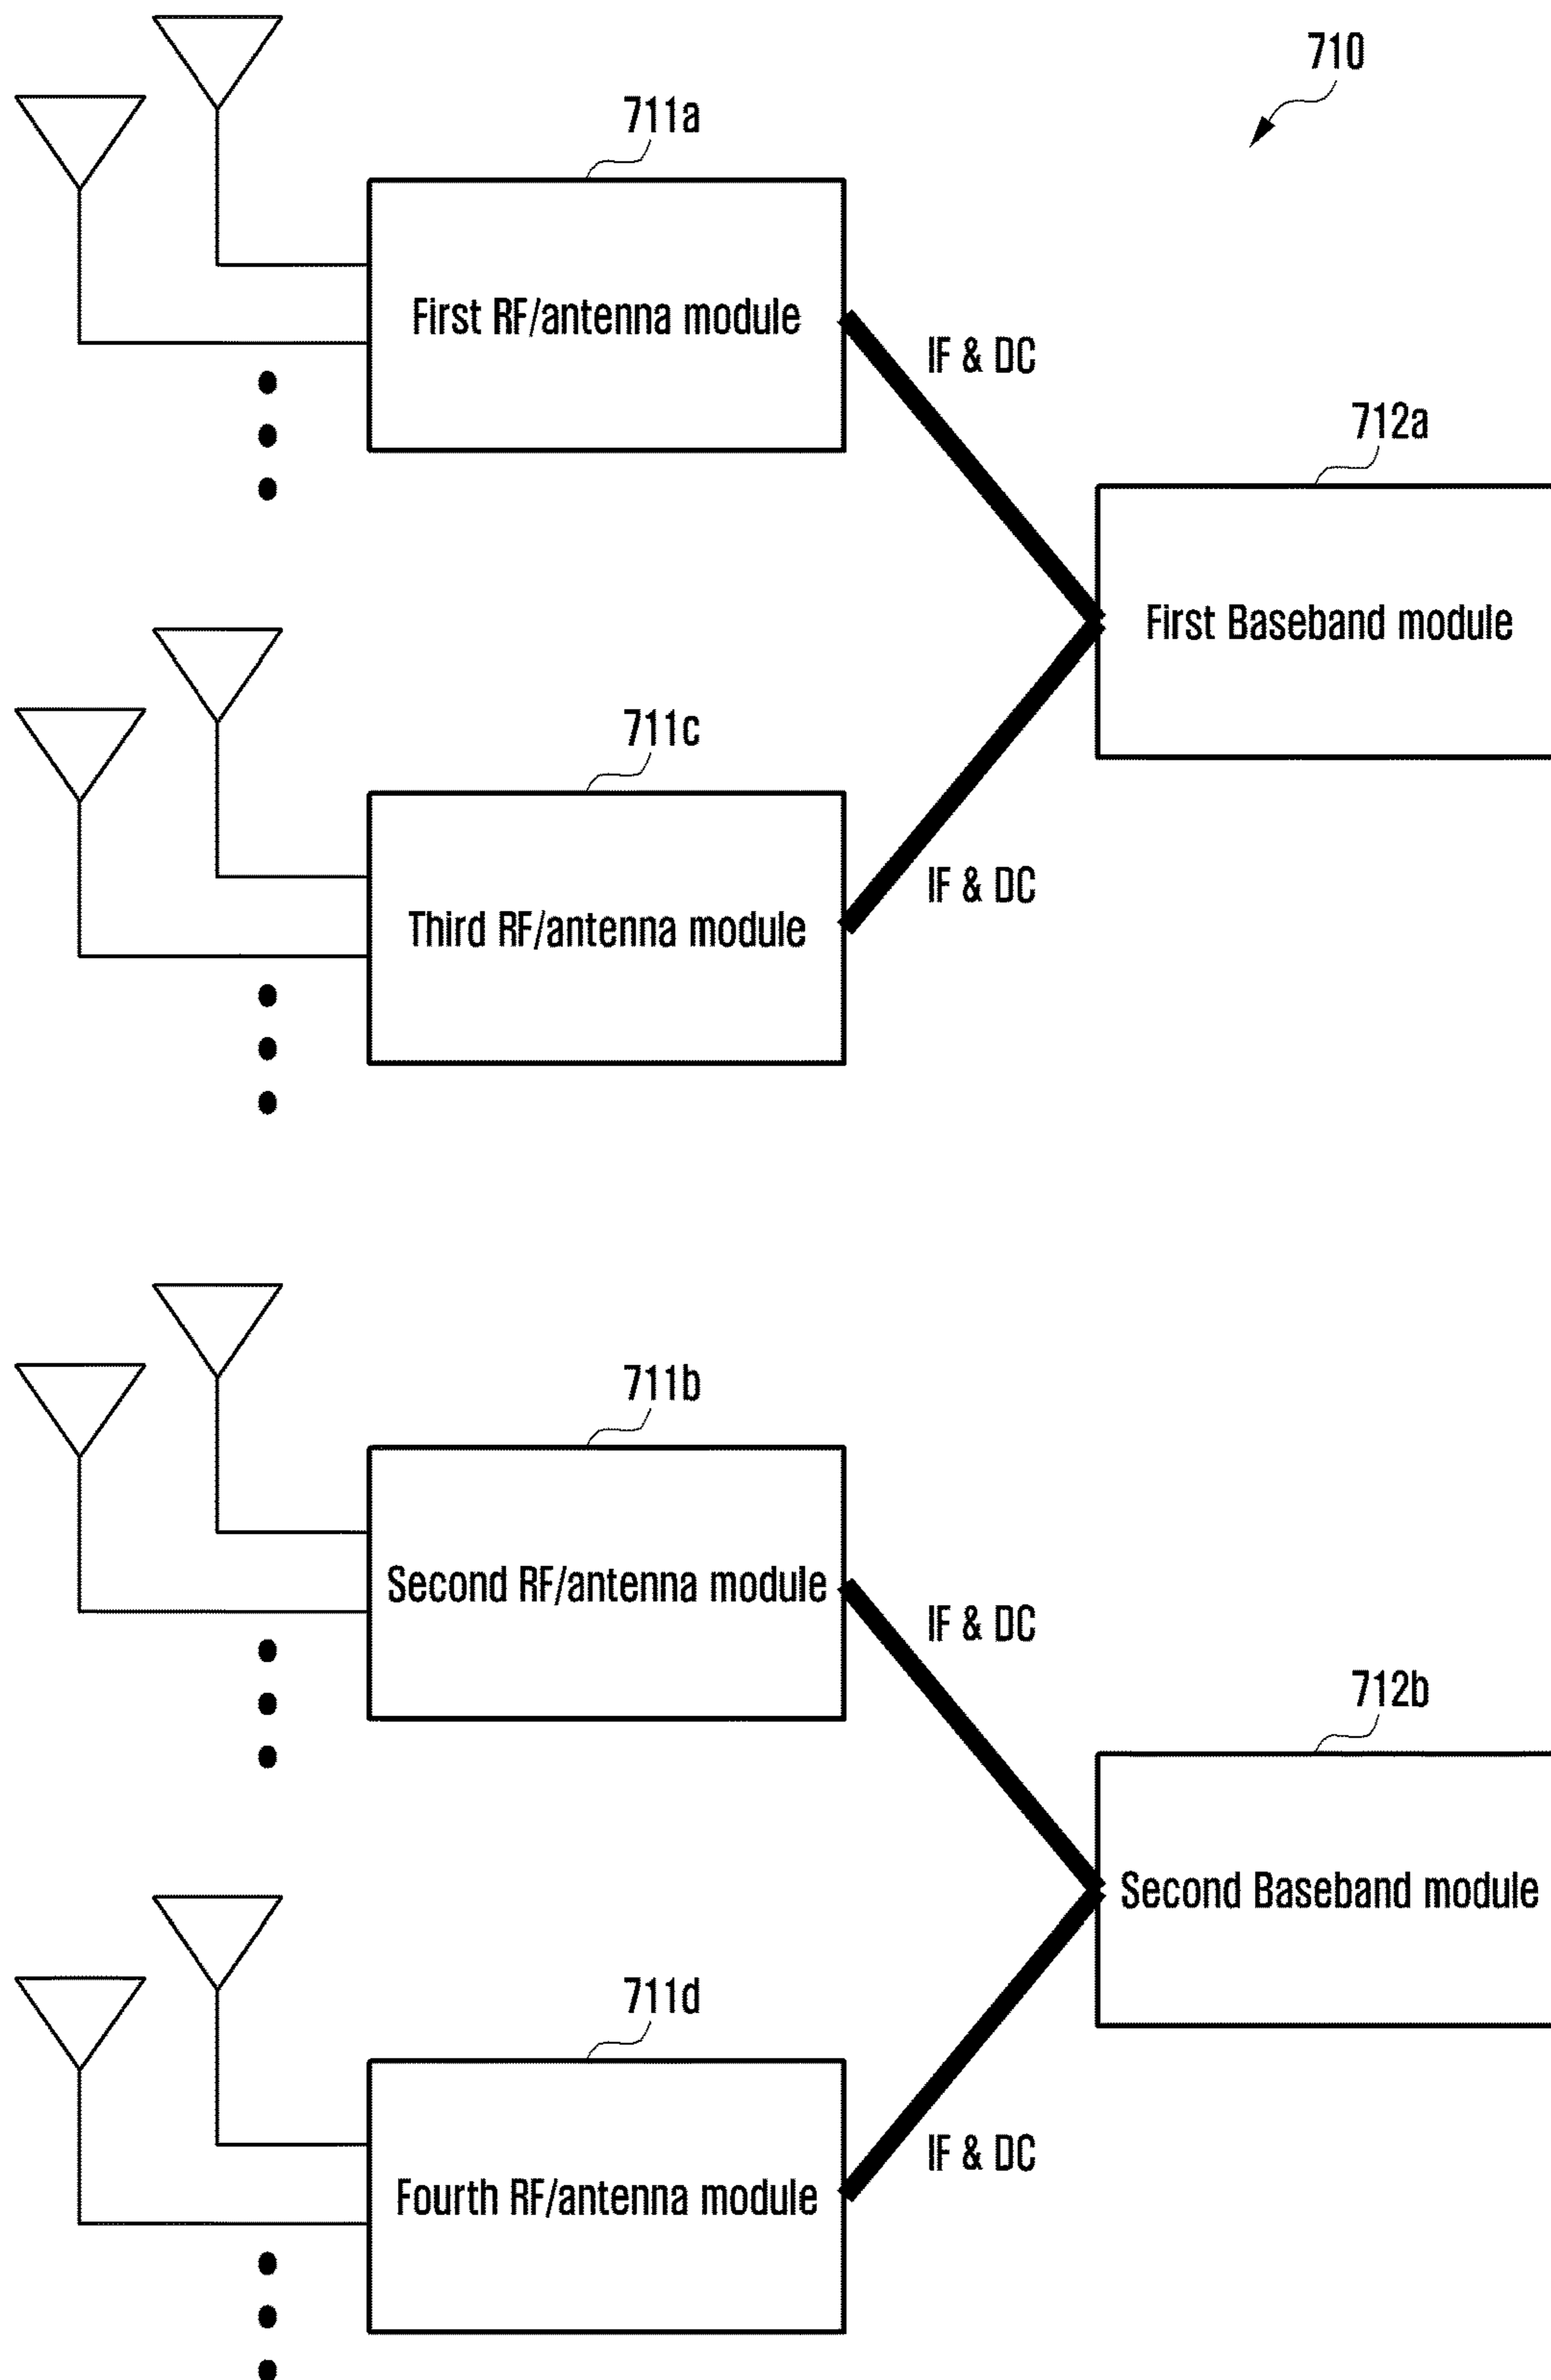 710
711a
First RF/antenna module
IF & DC
712a
First Baseband module
711c
Third RF/antenna module
IF & DC
711b
Second RF/antenna module
IF & DC
712b
Second Baseband module
711d
Fourth RF/antenna module
IF & DC